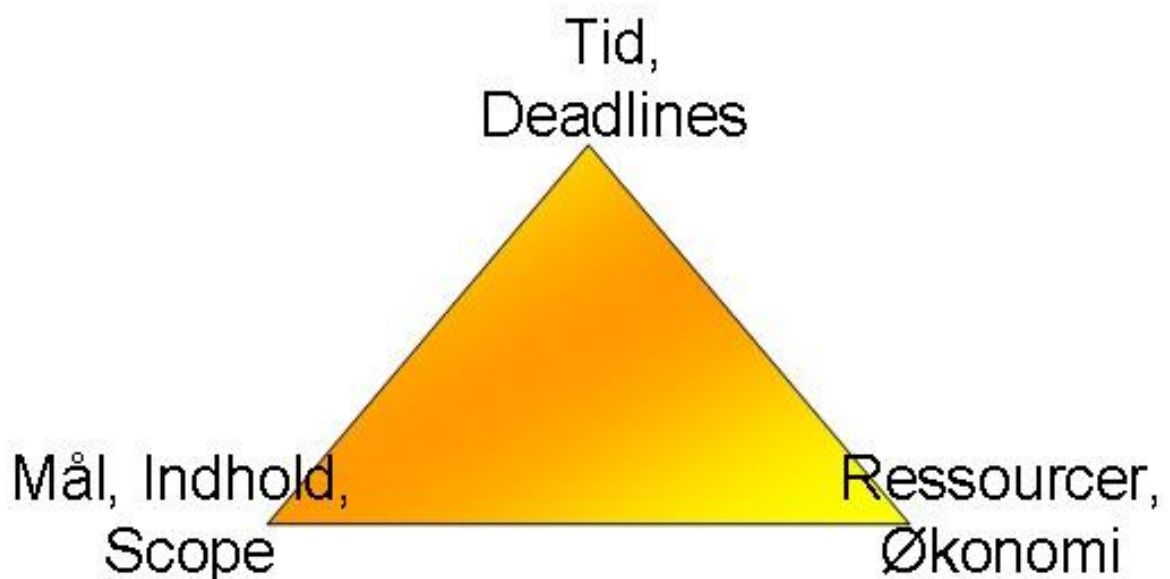 Tid,
Deadlines
Mål, Indhold,
Scope
Ressourcer,
Økonomi